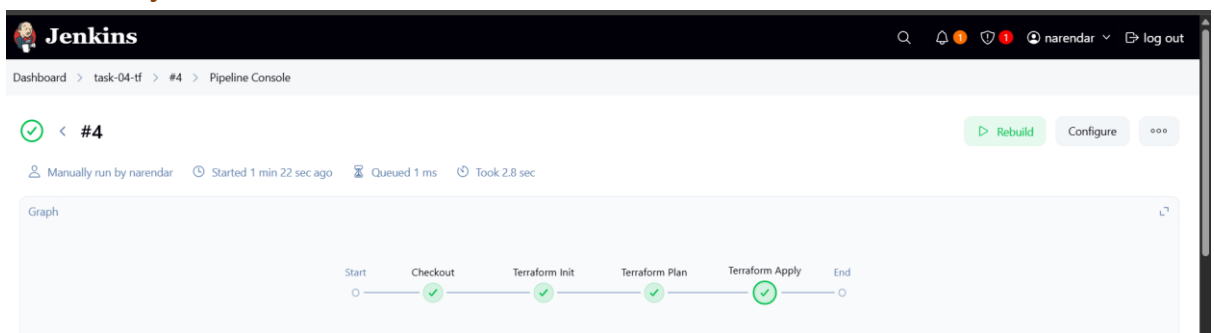 Jenkins
1 1 narendar log out
Dashboard > task-04-tf > #4 > Pipeline Console
#4
Rebuild Configure
Manually run by narendar Started 1 min 22 sec ago Queued 1 ms Took 2.8 sec
Graph
Start Checkout Terraform Init Terraform Plan Terraform Apply End